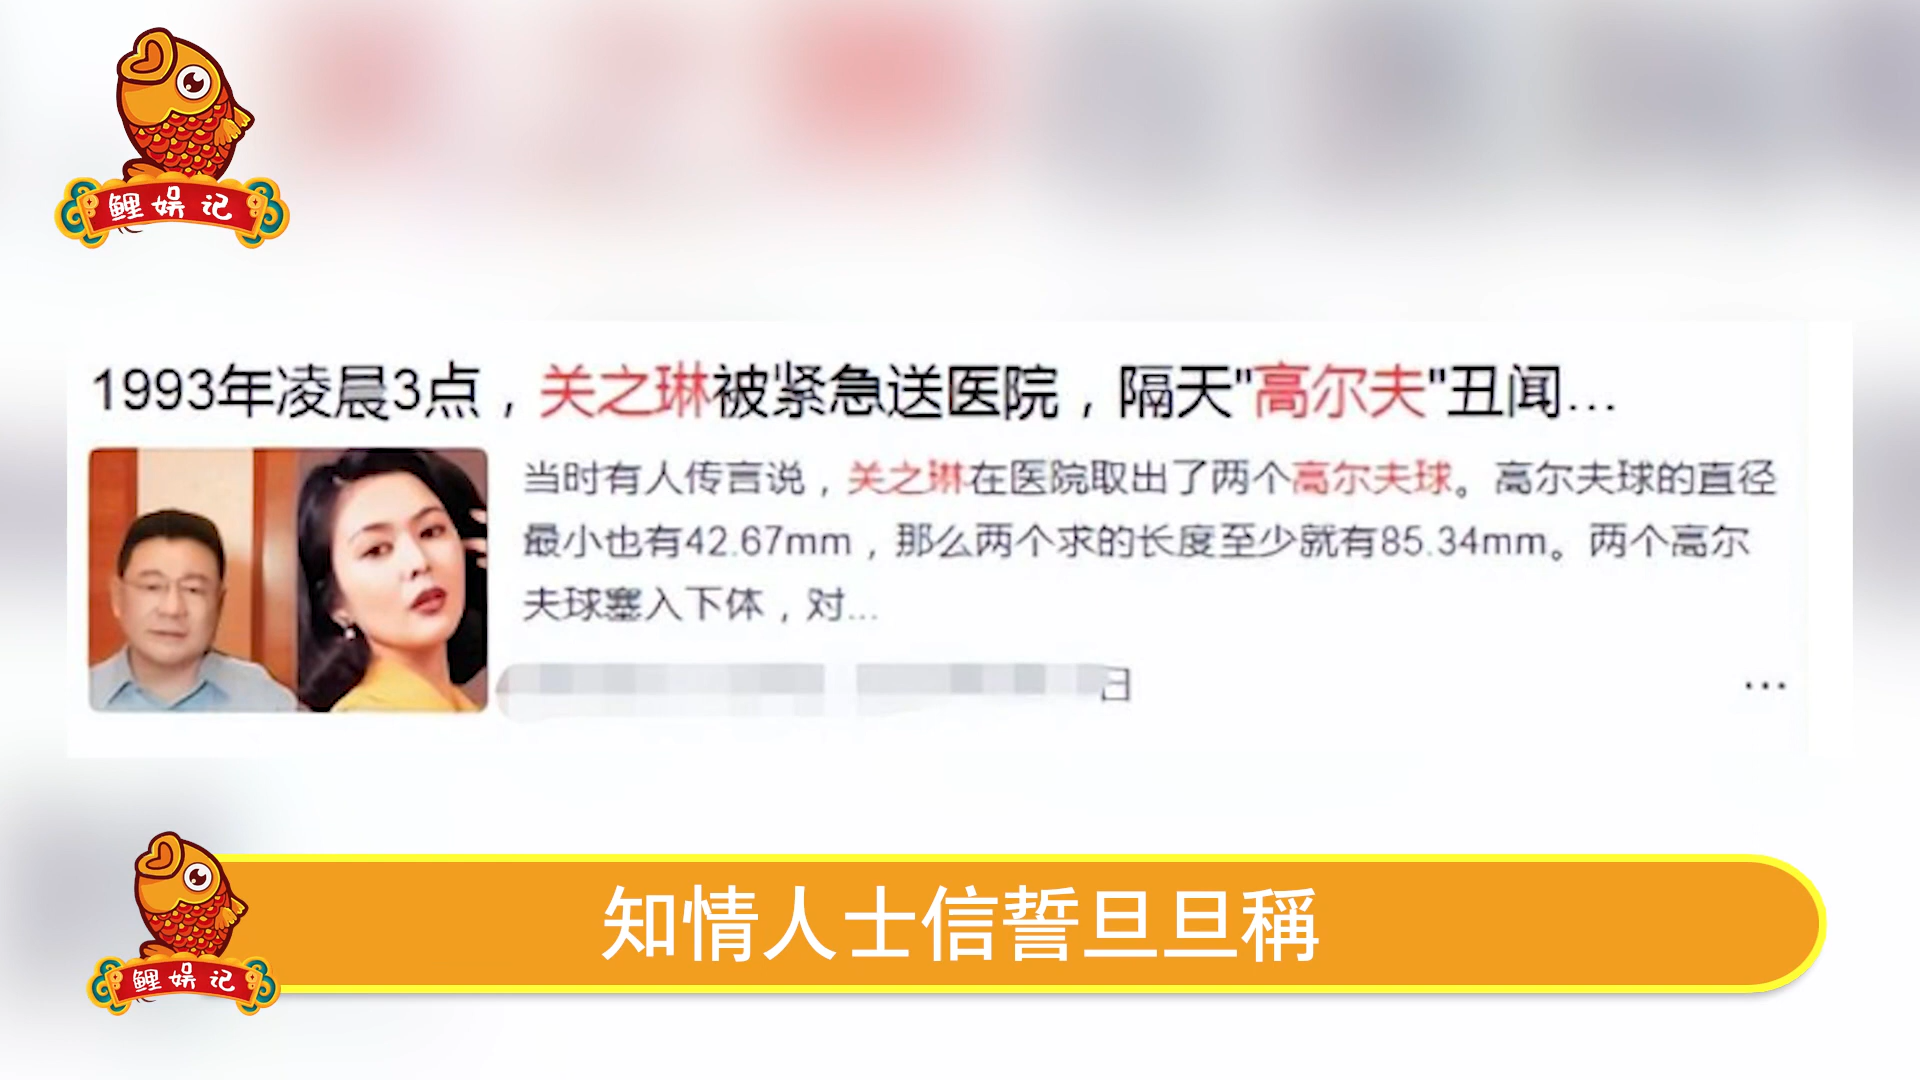 鲤娱记
1993年凌晨3点，关之琳被紧急送医院，隔天"高尔夫"丑闻...
当时有人传言说，关之琳在医院取出了两个高尔夫球。高尔夫球的直径
最小也有42.67mm，那么两个求的长度至少就有85.34mm。两个高尔
夫球塞入下体，对...
日
知情人士信誓旦旦稱
鲤娱记